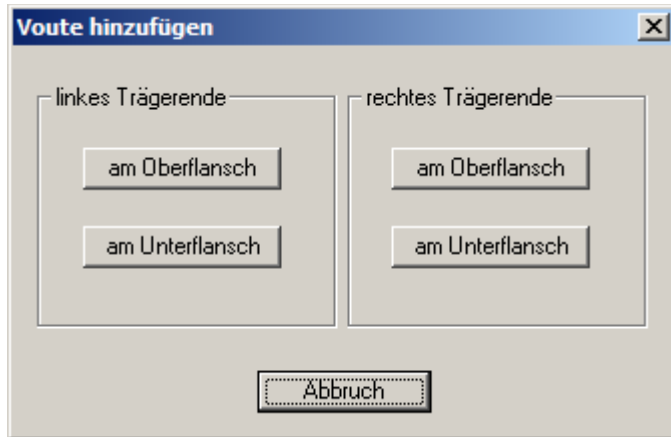 Voute hinzufügen
linkes Trägerende
am Oberflansch
am Unterflansch
rechtes Trägerende
am Oberflansch
am Unterflansch
Abbruch